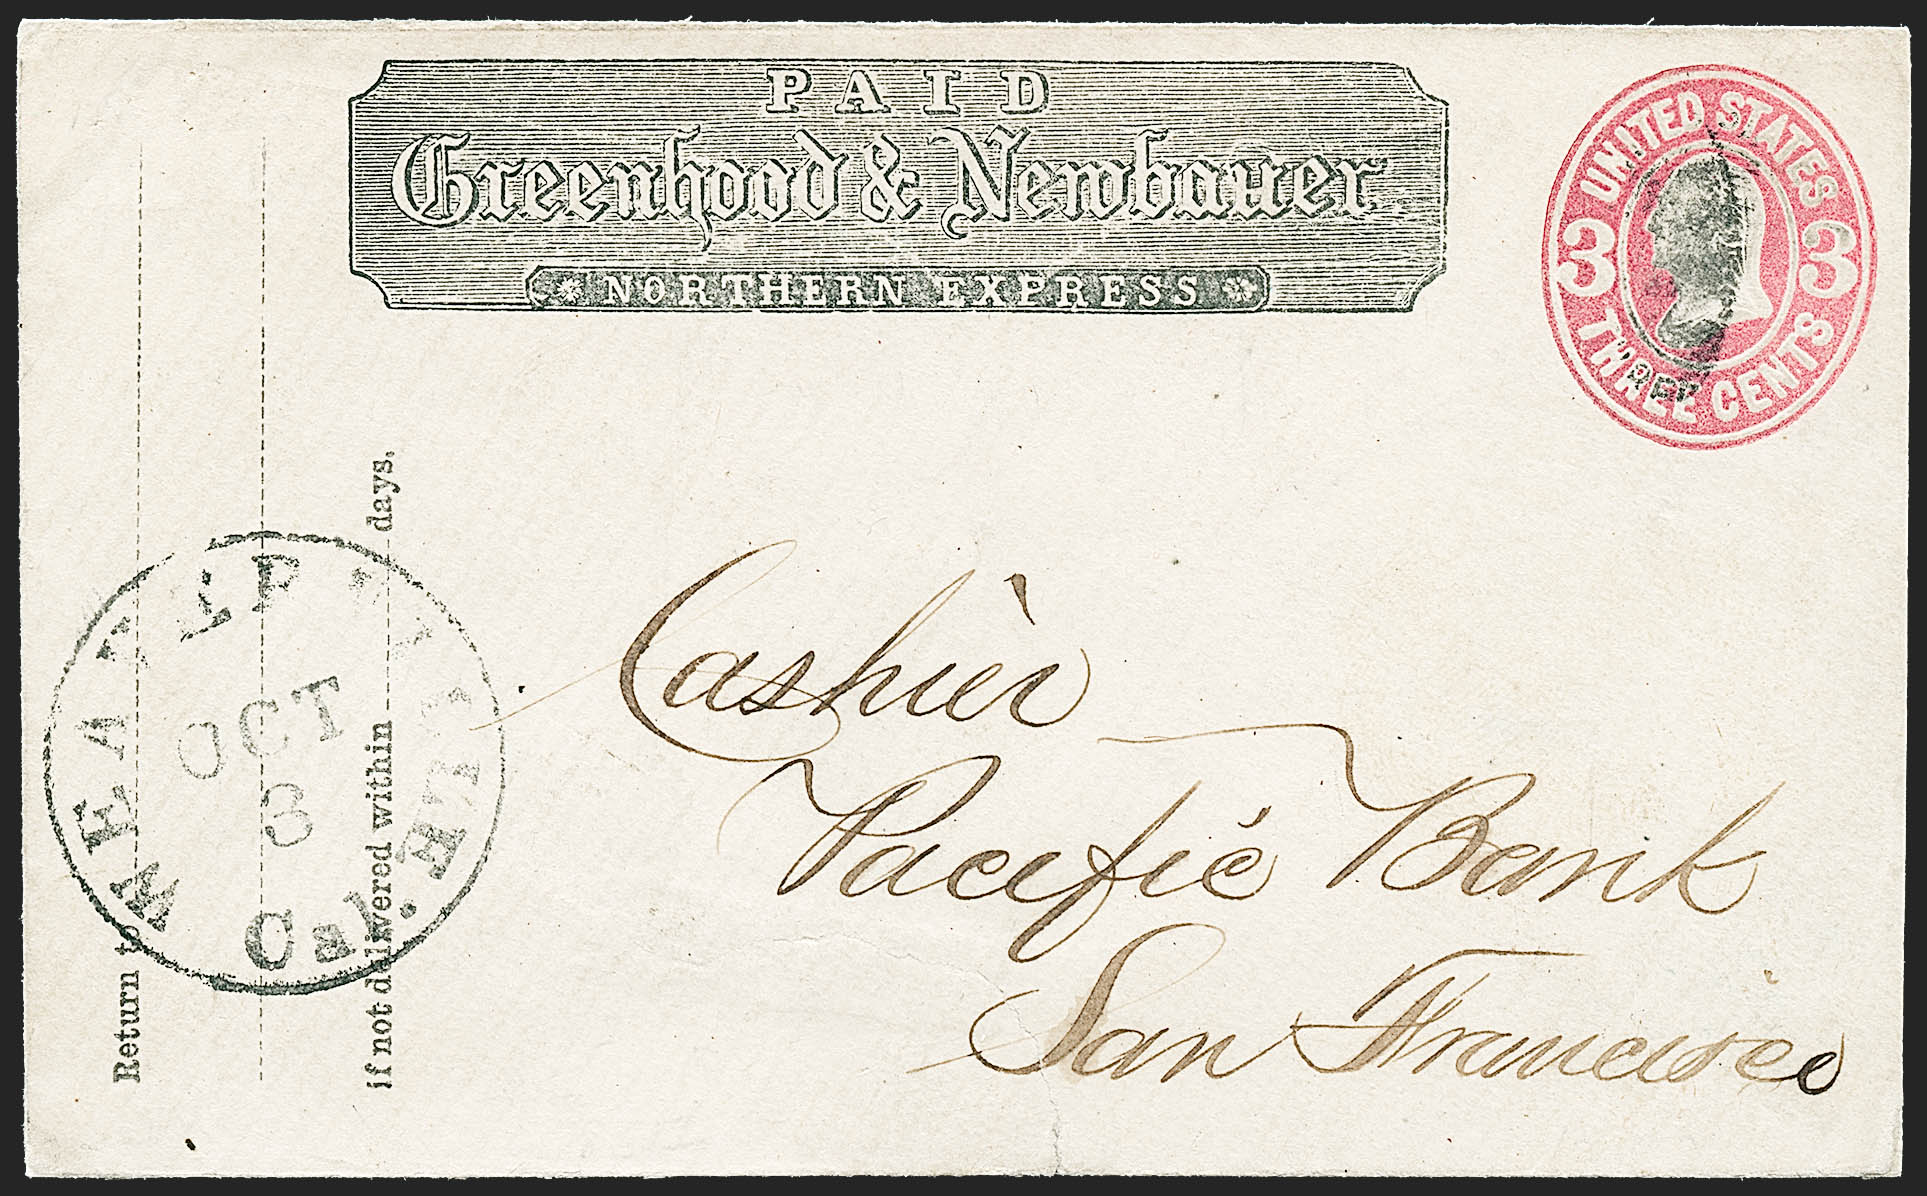 PAID
Greenhood & Newbauer
NORTHERN EXPRESS
UNITED STATES
3 3
THREE CENTS
WEAVERVILLE
OCT
3
Cal.
Return to
if not delivered within days.
Cashier
Pacific Bank
San Francisco